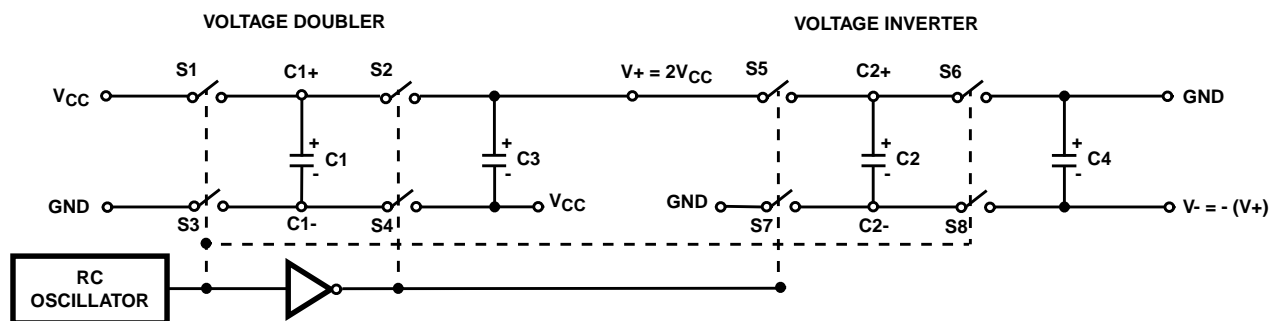 VOLTAGE DOUBLER
VOLTAGE INVERTER
S1
C1+
S2
V+ = 2VCC
S5
C2+
S6
VCC
GND
+
C1
-
+
C3
-
+
C2
-
+
C4
-
GND
S3
C1-
S4
VCC
GND
S7
C2-
S8
V- = - (V+)
RC
OSCILLATOR